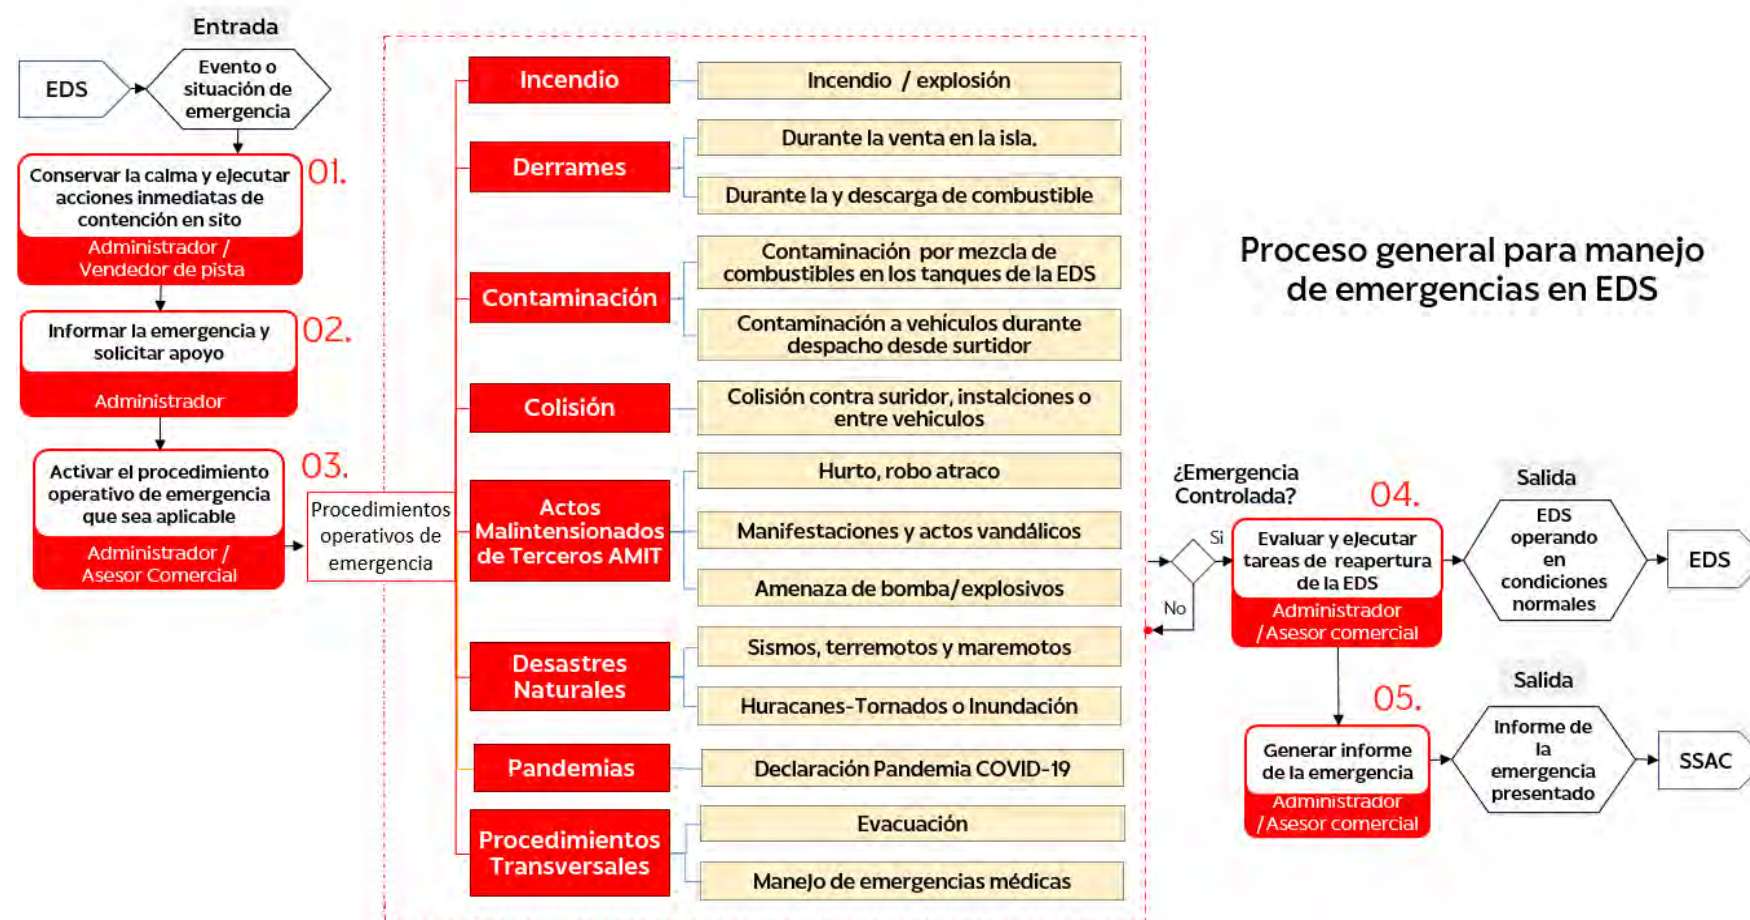 Entrada
EDS
Evento o
situación de
emergencia
01.
Conservar la calma y ejecutar
acciones inmediatas de
contención en sito
Administrador /
Vendedor de pista
02.
Informar la emergencia y
solicitar apoyo
Administrador
03.
Activar el procedimiento
operativo de emergencia
que sea aplicable
Administrador /
Asesor Comercial
Procedimientos
operativos de
emergencia
Incendio
Incendio / explosión
Derrames
Durante la venta en la isla.
Durante la y descarga de combustible
Contaminación
Contaminación por mezcla de
combustibles en los tanques de la EDS
Contaminación a vehículos durante
despacho desde surtidor
Colisión
Colisión contra suridor, instalciones o
entre vehiculos
Actos
Malintensionados
de Terceros AMIT
Hurto, robo atraco
Manifestaciones y actos vandálicos
Amenaza de bomba/explosivos
Desastres
Naturales
Sismos, terremotos y maremotos
Huracanes-Tornados o Inundación
Pandemias
Declaración Pandemia COVID-19
Procedimientos
Transversales
Evacuación
Manejo de emergencias médicas
Proceso general para manejo
de emergencias en EDS
¿Emergencia
Controlada?
Si
No
04.
Evaluar y ejecutar
tareas de reapertura
de la EDS
Administrador
/Asesor comercial
Salida
EDS
operando
en
condiciones
normales
EDS
05.
Generar informe
de la emergencia
Administrador
/Asesor comercial
Salida
Informe de
la
emergencia
presentado
SSAC